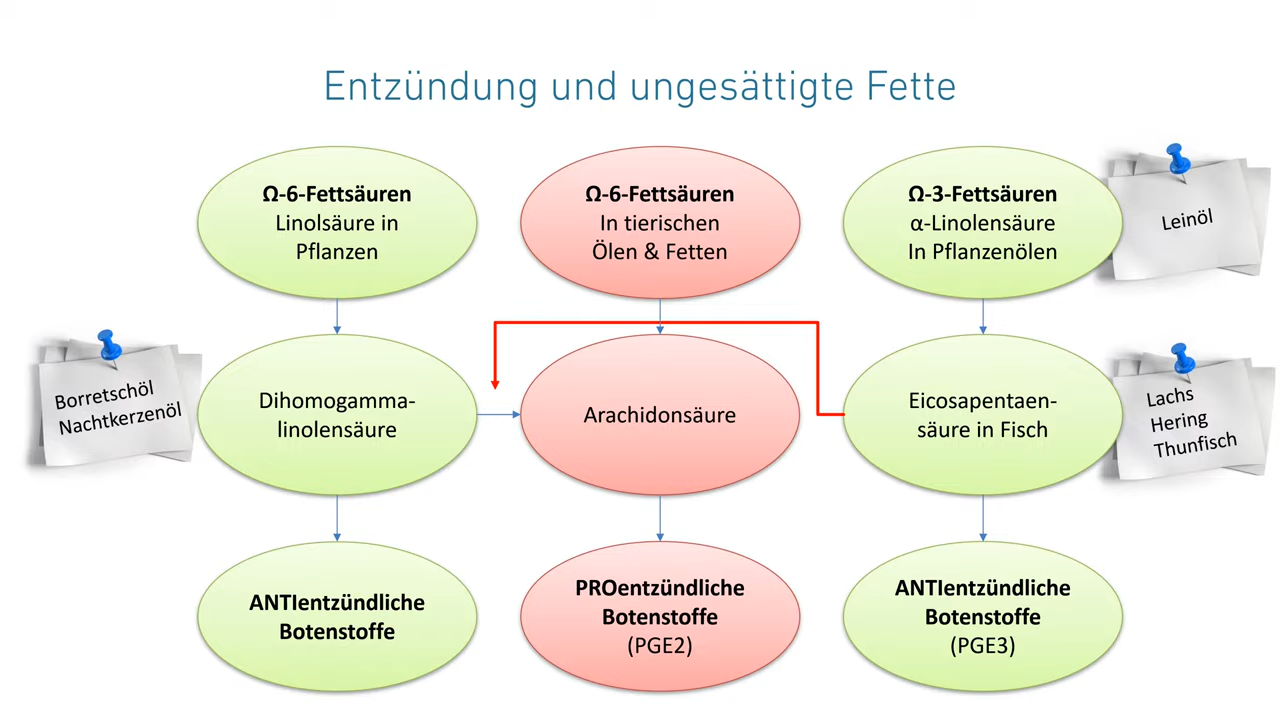 Entzündung und ungesättigte Fette
Ω-6-Fettsäuren
Linolsäure in
Pflanzen
Ω-6-Fettsäuren
In tierischen
Ölen & Fetten
Ω-3-Fettsäuren
α-Linolensäure
In Pflanzenölen
Leinöl
Borretschöl
Nachtkerzenöl
Dihomogamma-
linolensäure
Arachidonsäure
Eicosapentaen-
säure in Fisch
Lachs
Hering
Thunfisch
ANTIentzündliche
Botenstoffe
PROentzündliche
Botenstoffe
(PGE2)
ANTIentzündliche
Botenstoffe
(PGE3)